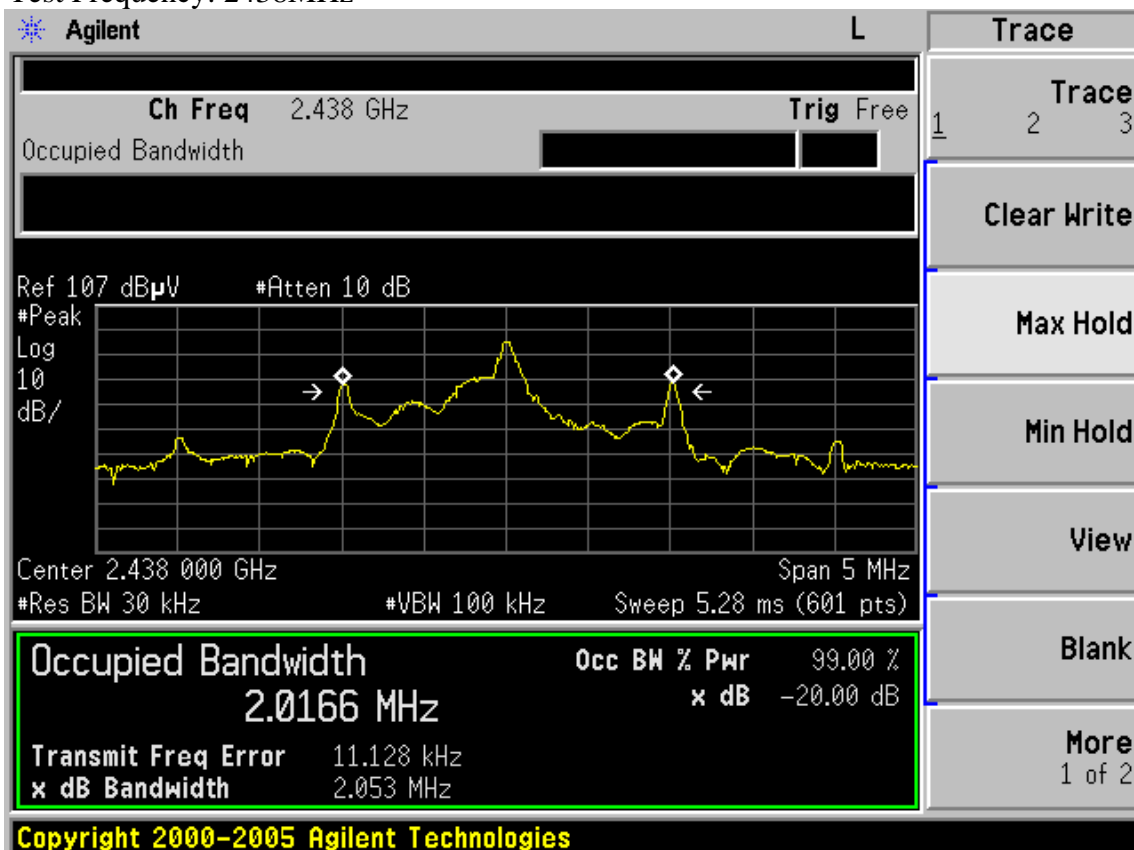 Test Frequency: 2438MHz
Agilent L Trace
Ch Freq 2.438 GHz Trig Free
Occupied Bandwidth
Trace
1 2 3
Clear Write
Max Hold
Min Hold
View
Blank
More
1 of 2
Ref 107 dBµV #Atten 10 dB
#Peak
Log
10
dB/
Center 2.438 000 GHz Span 5 MHz
#Res BW 30 kHz #VBW 100 kHz Sweep 5.28 ms (601 pts)
Occupied Bandwidth
2.0166 MHz
Occ BW % Pwr 99.00 %
x dB -20.00 dB
Transmit Freq Error 11.128 kHz
x dB Bandwidth 2.053 MHz
Copyright 2000-2005 Agilent Technologies